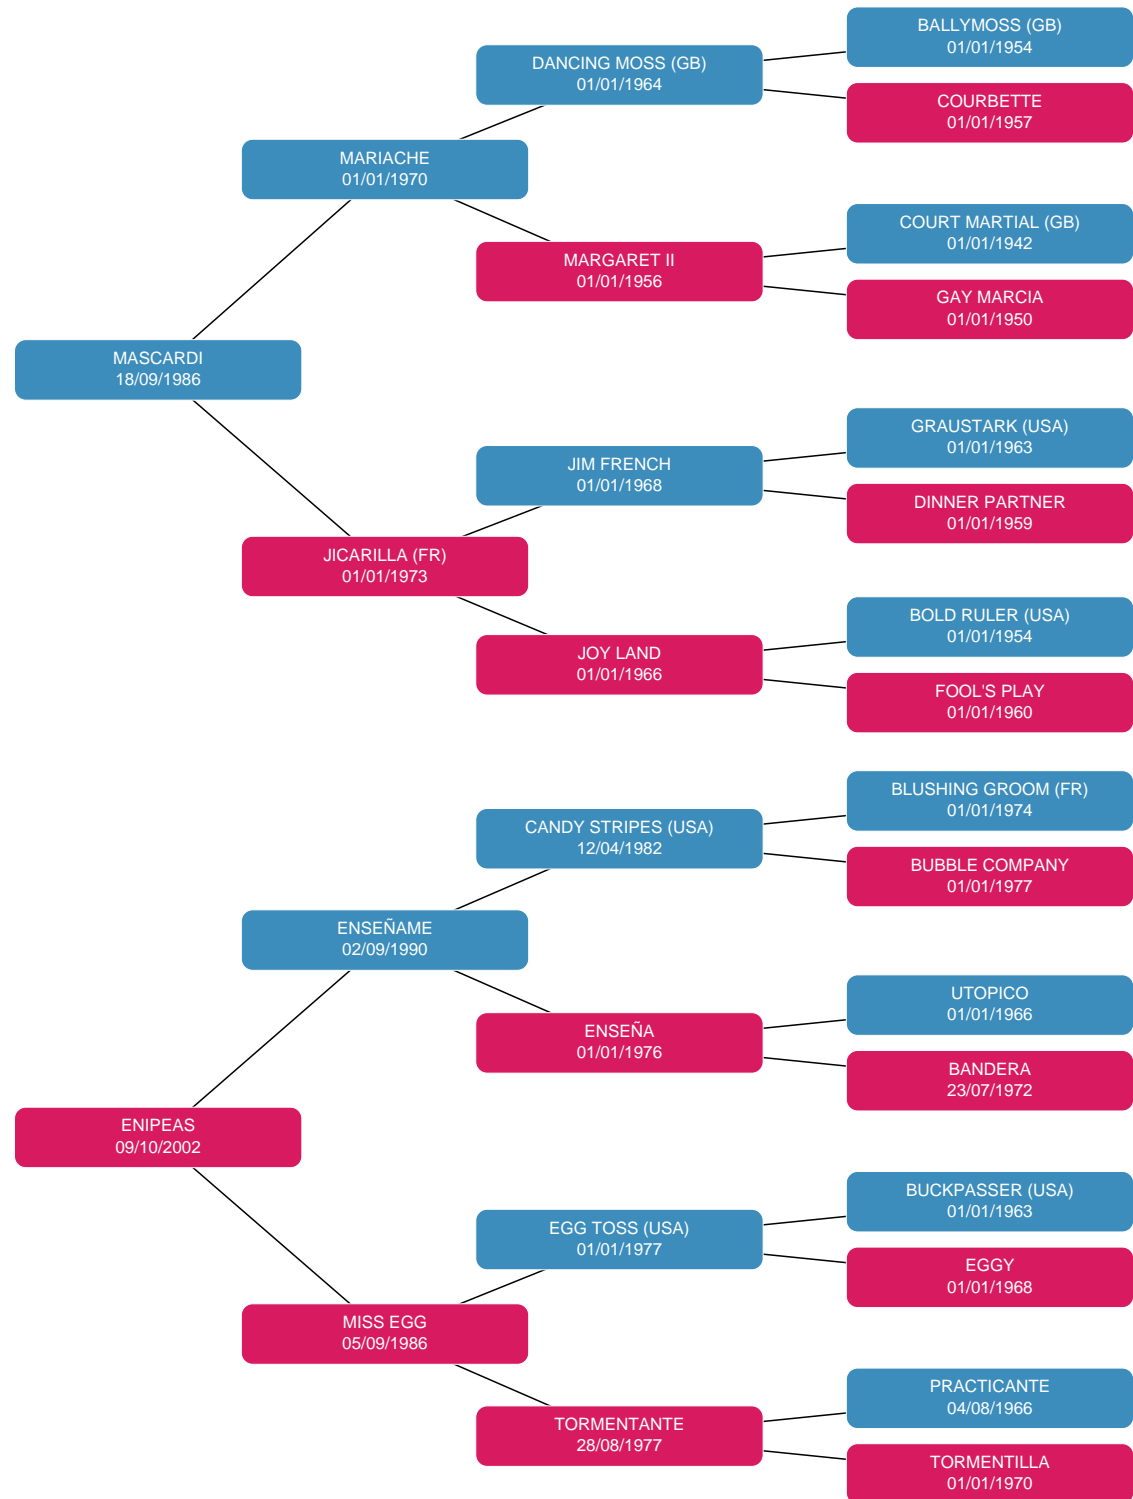 BALLYMOSS (GB)
01/01/1954
DANCING MOSS (GB)
01/01/1964
COURBETTE
01/01/1957
MARIACHE
01/01/1970
COURT MARTIAL (GB)
01/01/1942
MARGARET II
01/01/1956
GAY MARCIA
01/01/1950
MASCARDI
18/09/1986
GRAUSTARK (USA)
01/01/1963
JIM FRENCH
01/01/1968
DINNER PARTNER
01/01/1959
JICARILLA (FR)
01/01/1973
BOLD RULER (USA)
01/01/1954
JOY LAND
01/01/1966
FOOL'S PLAY
01/01/1960
BLUSHING GROOM (FR)
01/01/1974
CANDY STRIPES (USA)
12/04/1982
BUBBLE COMPANY
01/01/1977
ENSEÑAME
02/09/1990
UTOPICO
01/01/1966
ENSEÑA
01/01/1976
BANDERA
23/07/1972
ENIPEAS
09/10/2002
BUCKPASSER (USA)
01/01/1963
EGG TOSS (USA)
01/01/1977
EGGY
01/01/1968
MISS EGG
05/09/1986
PRACTICANTE
04/08/1966
TORMENTANTE
28/08/1977
TORMENTILLA
01/01/1970